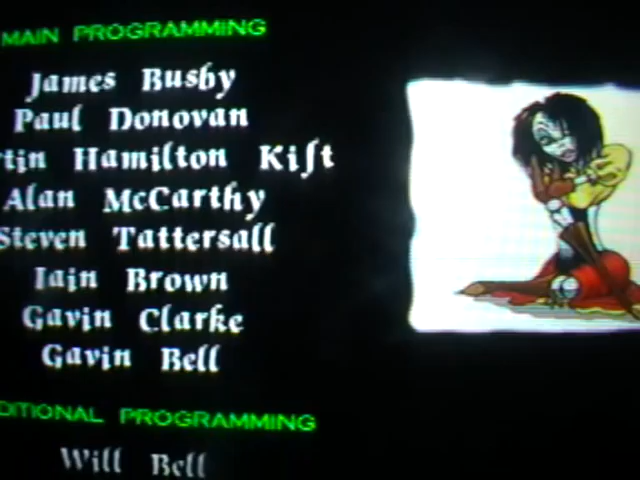 MAIN PROGRAMMING
James Busby
Paul Donovan
tin Hamilton Kist
Alan McCarthy
Steven Tattersall
Iain Brown
Gavin Clarke
Gavin Bell
DITIONAL PROGRAMMING
Will Bell